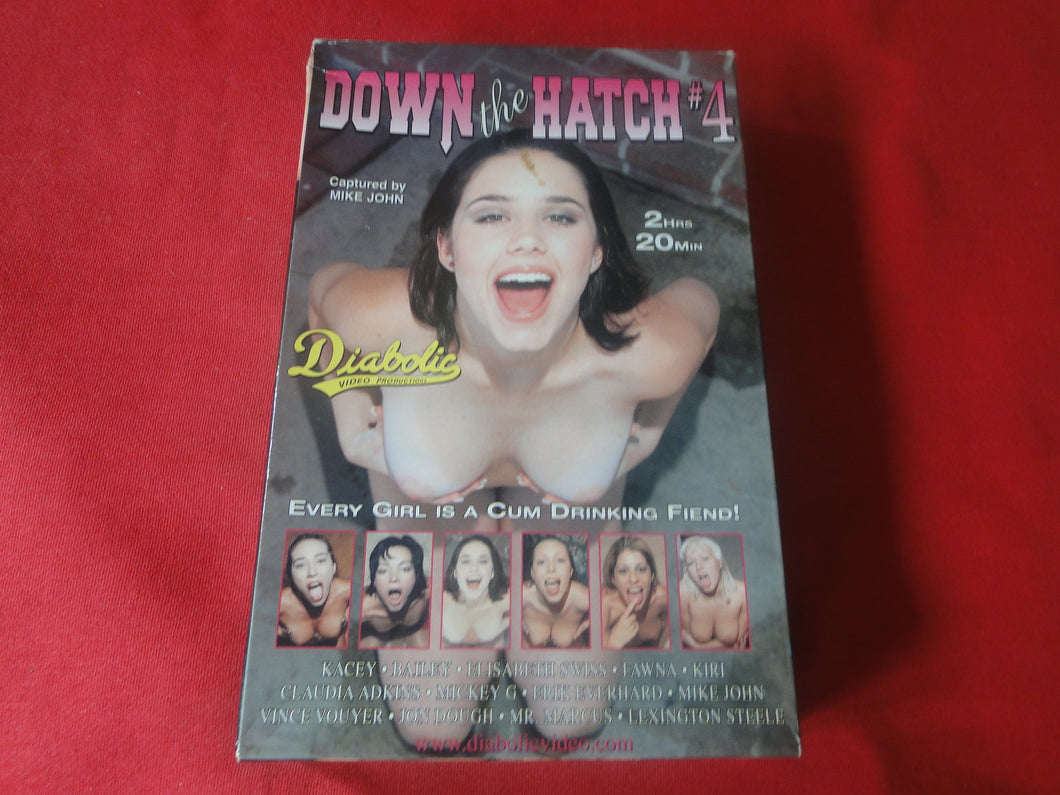 DOWN the HATCH #4
Captured by
MIKE JOHN
2 HRS
20 MIN
Diabolic
VIDEO PRODUCTIONS
EVERY GIRL IS A CUM DRINKING FIEND!
KACEY • BAILEY • ELISABETH SWISS • FAWNA • KIRI
CLAUDIA ADKINS • MICKEY G • ERIK EVERHARD • MIKE JOHN
VINCE VOUYER • JON DOUGH • MR. MARCUS • LEXINGTON STEELE
www.diabolicvideo.com